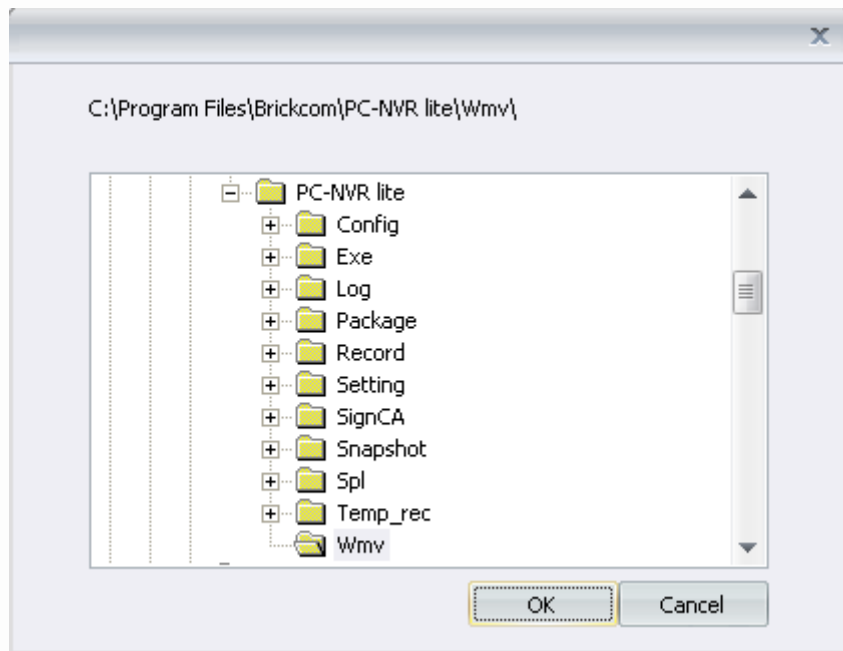 C:\Program Files\Brickcom\PC-NVR lite\Wmv\
PC-NVR lite
Config
Exe
Log
Package
Record
Setting
SignCA
Snapshot
Spl
Temp_rec
Wmv
OK Cancel